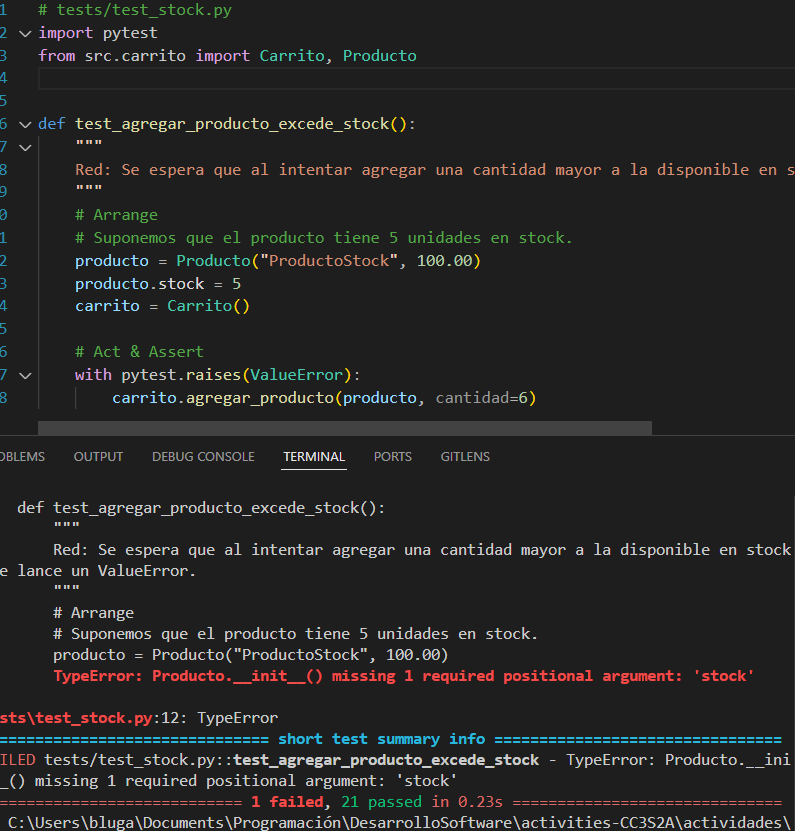 1 # tests/test_stock.py
2 import pytest
3 from src.carrito import Carrito, Producto
4
5
6 def test_agregar_producto_excede_stock():
7 """
8 Red: Se espera que al intentar agregar una cantidad mayor a la disponible en s
9 """
0 # Arrange
1 # Suponemos que el producto tiene 5 unidades en stock.
2 producto = Producto("ProductoStock", 100.00)
3 producto.stock = 5
4 carrito = Carrito()
5
6 # Act & Assert
7 with pytest.raises(ValueError):
8 carrito.agregar_producto(producto, cantidad=6)
OBLEMS OUTPUT DEBUG CONSOLE TERMINAL PORTS GITLENS
def test_agregar_producto_excede_stock():
"""
Red: Se espera que al intentar agregar una cantidad mayor a la disponible en stock
e lance un ValueError.
"""
# Arrange
# Suponemos que el producto tiene 5 unidades en stock.
producto = Producto("ProductoStock", 100.00)
TypeError: Producto.__init__() missing 1 required positional argument: 'stock'
sts\test_stock.py:12: TypeError
============================== short test summary info ================================
ILED tests/test_stock.py::test_agregar_producto_excede_stock - TypeError: Producto.__ini
_() missing 1 required positional argument: 'stock'
=========================== 1 failed, 21 passed in 0.23s ==============================
C:\Users\bluga\Documents\Programación\DesarrolloSoftware\activities-CC3S2A\actividades\